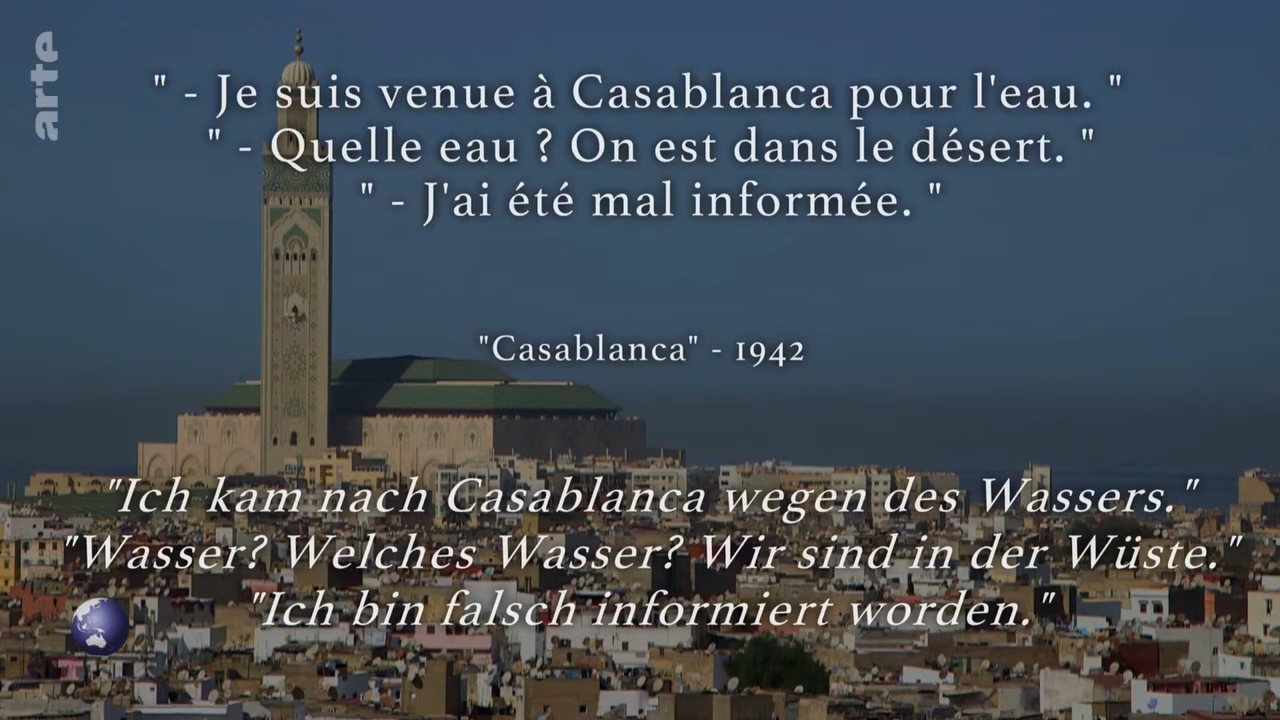 arte
" - Je suis venue à Casablanca pour l'eau. "
" - Quelle eau ? On est dans le désert. "
" - J'ai été mal informée. "
"Casablanca" - 1942
"Ich kam nach Casablanca wegen des Wassers."
"Wasser? Welches Wasser? Wir sind in der Wüste."
"Ich bin falsch informiert worden."